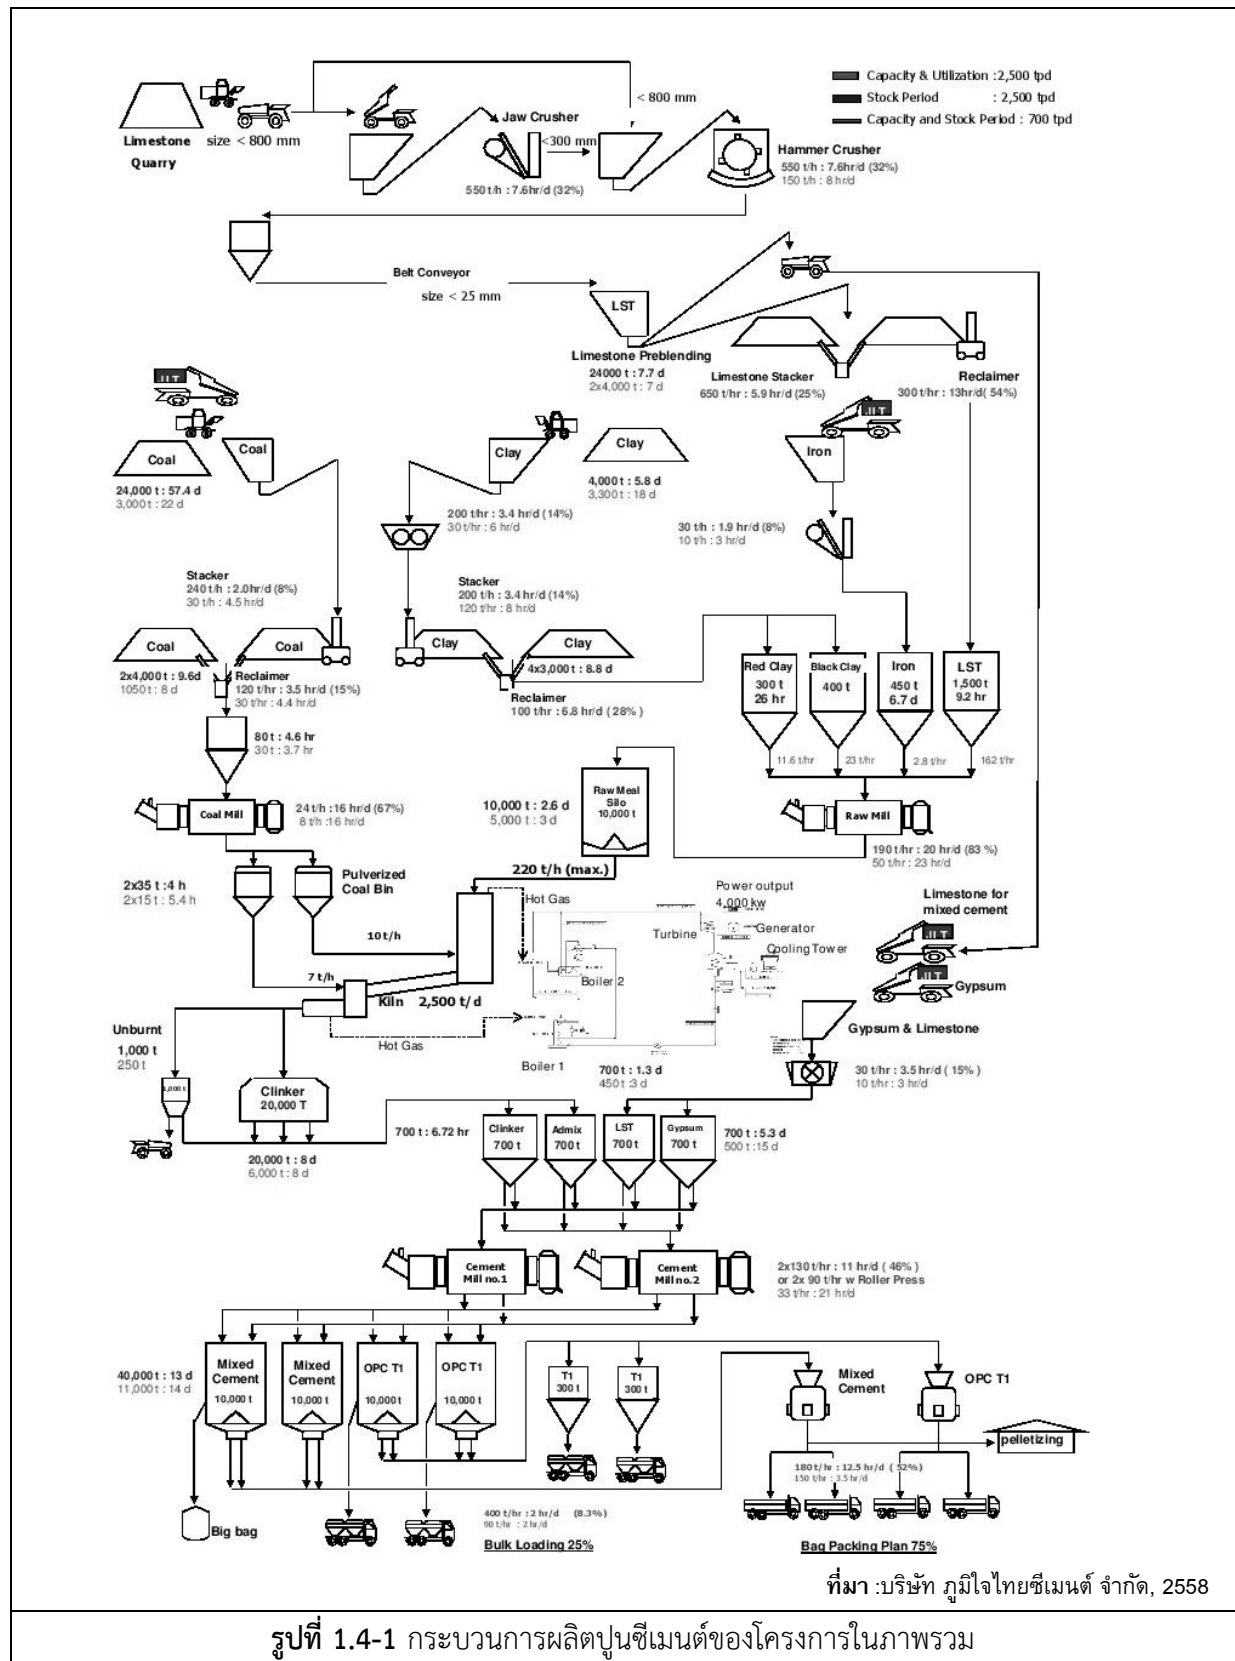 Capacity & Utilization : 2,500 tpd
Stock Period : 2,500 tpd
Capacity and Stock Period : 700 tpd
Limestone
Quarry
size < 800 mm
< 800 mm
Jaw Crusher
<300 mm
550 t/h : 7.6hr/d (32%)
Hammer Crusher
550 t/h : 7.6hr/d (32%)
150 t/h : 8 hr/d
Belt Conveyor
size < 25 mm
LST
Limestone Preblending
24000 t : 7.7 d
2x4,000 t : 7 d
Limestone Stacker
650 t/hr : 5.9 hr/d (25%)
Reclaimer
300 t/hr : 13hr/d( 54%)
Coal
Coal
24,000 t : 57.4 d
3,000 t : 22 d
Clay
Clay
4,000 t : 5.8 d
3,300 t : 18 d
Iron
200 t/hr : 3.4 hr/d (14%)
30 t/hr : 6 hr/d
30 t/h : 1.9 hr/d (8%)
10 t/h : 3 hr/d
Stacker
240 t/h : 2.0hr/d (8%)
30 t/h : 4.5 hr/d
Stacker
200 t/h : 3.4 hr/d (14%)
120 t/hr : 8 hr/d
Coal
Coal
Clay
Clay
2x4,000 t : 9.6d
1050 t : 8 d
Reclaimer
120 t/hr : 3.5 hr/d (15%)
30 t/hr : 4.4 hr/d
4x3,000 t : 8.8 d
Reclaimer
100 t/hr : 6.8 hr/d ( 28% )
Red Clay
300 t
26 hr
Black Clay
400 t
Iron
450 t
6.7 d
LST
1,500 t
9.2 hr
80 t : 4.6 hr
30 t : 3.7 hr
11.6 t/hr
23 t/hr
2.8 t/hr
162 t/hr
Coal Mill
24 t/h :16 hr/d (67%)
8 t/h :16 hr/d
10,000 t : 2.6 d
5,000 t : 3 d
Raw Meal
Silo
10,000 t
Raw Mill
190 t/hr : 20 hr/d (83 %)
50 t/hr : 23 hr/d
2x35 t :4 h
2x15 t : 5.4 h
Pulverized
Coal Bin
220 t/h (max.)
Hot Gas
Power output
4,000 kw
Turbine
Generator
Cooling Tower
Limestone for
mixed cement
10 t/h
7 t/h
Boiler 2
Gypsum
Kiln 2,500 t/ d
Hot Gas
Boiler 1
Gypsum & Limestone
Unburnt
1,000 t
250 t
1,000 t
Clinker
20,000 T
700 t : 1.3 d
450 t :3 d
30 t/hr : 3.5 hr/d ( 15% )
10 t/hr : 3 hr/d
700 t : 6.72 hr
Clinker
700 t
Admix
700 t
LST
700 t
Gypsum
700 t
700 t : 5.3 d
500 t :15 d
20,000 t : 8 d
6,000 t : 8 d
Cement
Mill no.1
Cement
Mill no.2
2x130 t/hr : 11 hr/d ( 46% )
or 2x 90 t/hr w Roller Press
33 t/hr : 21 hr/d
40,000 t : 13 d
11,000 t : 14 d
Mixed
Cement
10,000 t
Mixed
Cement
10,000 t
OPC T1
10,000 t
OPC T1
10,000 t
T1
300 t
T1
300 t
Mixed
Cement
OPC T1
pelletizing
180 t/hr : 12.5 hr/d ( 52%)
150 t/hr : 3.5 hr/d
Big bag
400 t/hr : 2 hr/d (8.3%)
90 t/hr : 2 hr/d
Bulk Loading 25%
Bag Packing Plan 75%
ที่มา :บริษัท ภูมิใจไทยซีเมนต์ จำกัด, 2558
รูปที่ 1.4-1 กระบวนการผลิตปูนซีเมนต์ของโครงการในภาพรวม